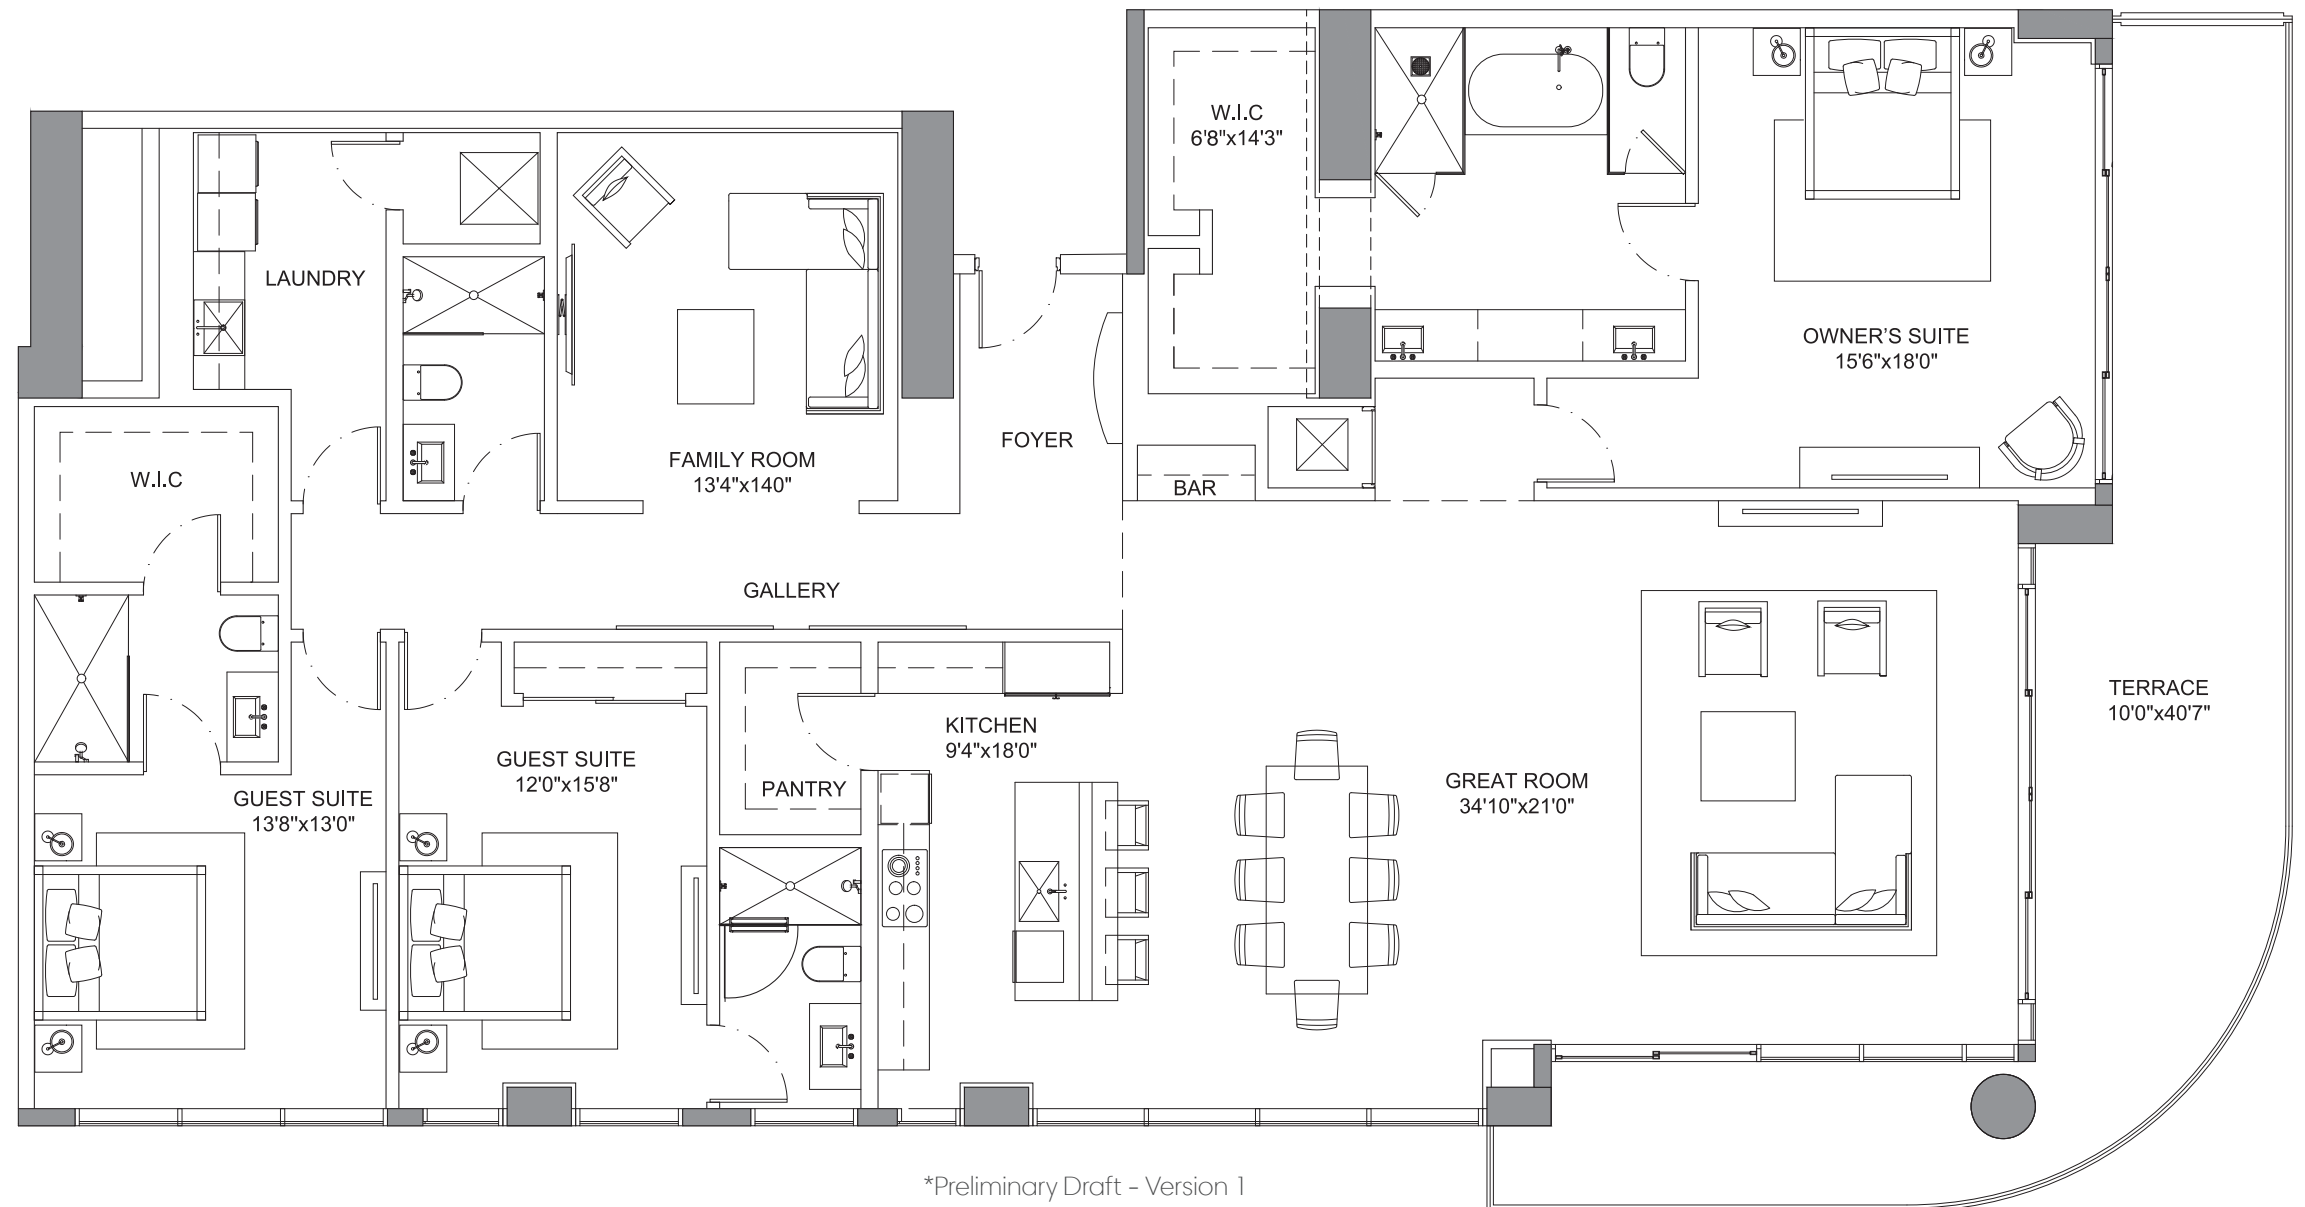 W.I.C
6'8"x14'3"
LAUNDRY
OWNER'S SUITE
15'6"x18'0"
FOYER
FAMILY ROOM
13'4"x140"
W.I.C
BAR
GALLERY
TERRACE
10'0"x40'7"
KITCHEN
9'4"x18'0"
GUEST SUITE
12'0"x15'8"
PANTRY
GREAT ROOM
34'10"x21'0"
GUEST SUITE
13'8"x13'0"
*Preliminary Draft - Version 1